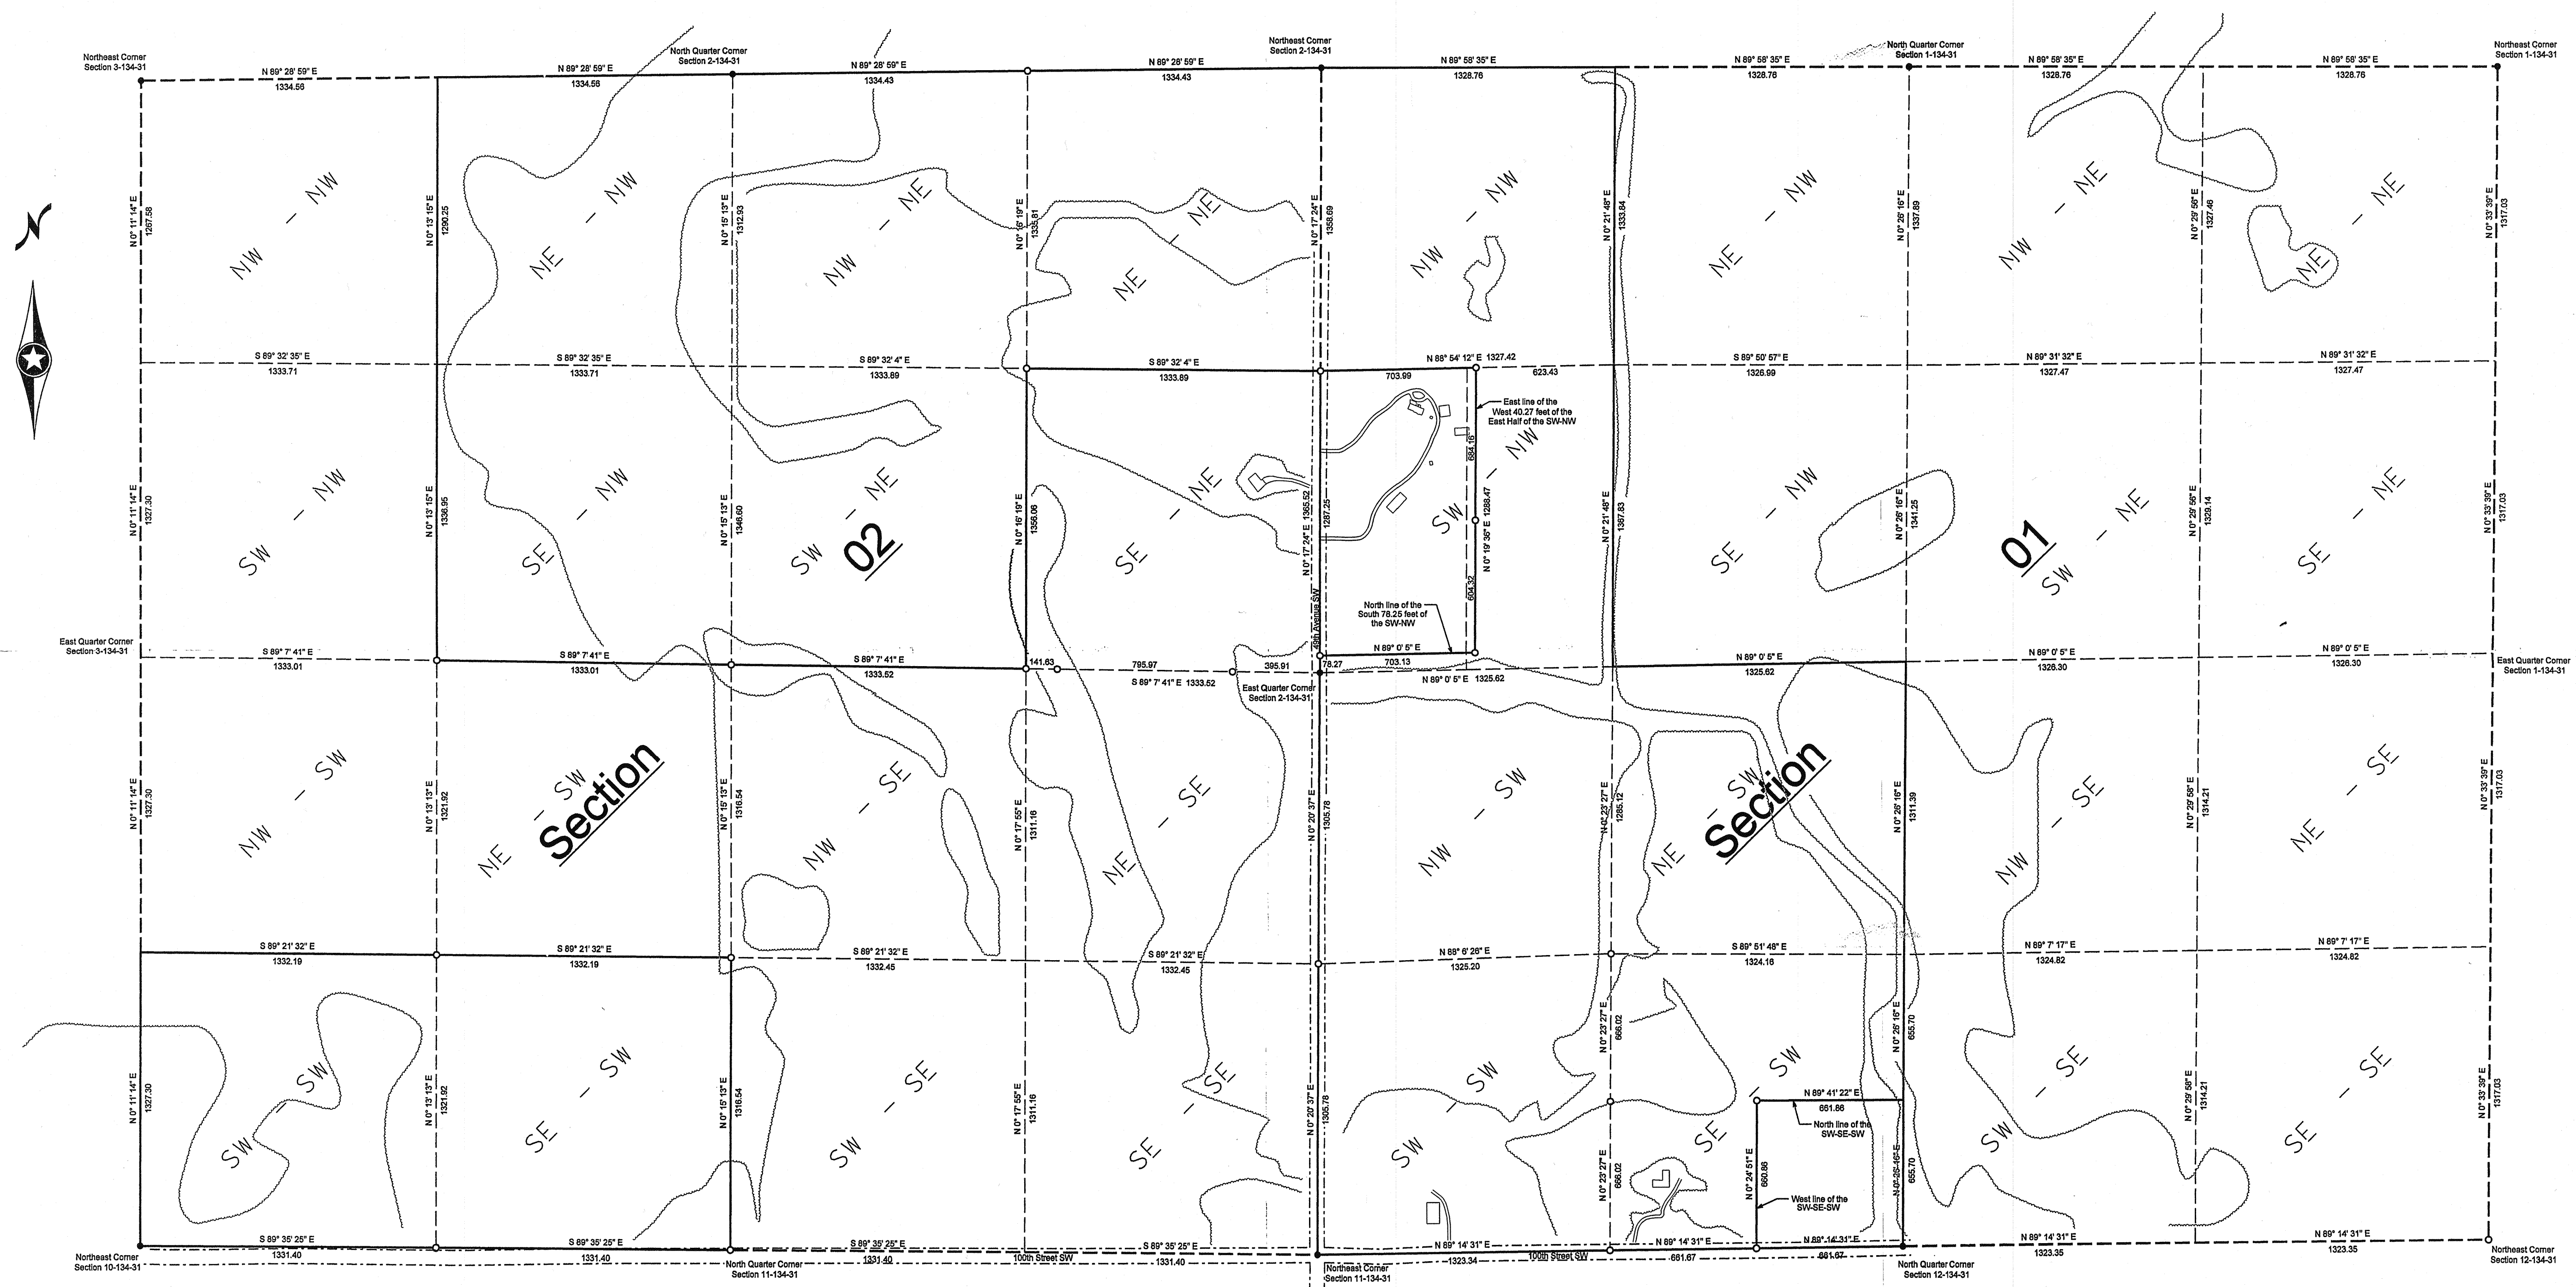 Northeast Corner
Section 3-134-31
North Quarter Corner
Section 2-134-31
Northeast Corner
Section 2-134-31
North Quarter Corner
Section 1-134-31
Northeast Corner
Section 1-134-31
N 89° 28' 59" E
1334.56
N 89° 28' 59" E
1334.56
N 89° 28' 59" E
1334.43
N 89° 28' 59" E
1334.43
N 89° 58' 35" E
1328.76
N 89° 58' 35" E
1328.76
N 89° 58' 35" E
1328.76
N 89° 58' 35" E
1328.76
N
N 0° 11' 14" E
1267.58
N 0° 13' 15" E
1290.25
N 0° 15' 13" E
1312.93
N 0° 16' 19" E
1335.81
N 0° 17' 24" E
1358.69
N 0° 21' 48" E
1333.84
N 0° 26' 16" E
1337.89
N 0° 29' 56" E
1327.46
N 0° 33' 39" E
1317.03
NW - NW
NE - NW
NW - NE
NE - NE
NW - NW
NE - NW
NW - NE
NE - NE
S 89° 32' 35" E
1333.71
S 89° 32' 35" E
1333.71
S 89° 32' 4" E
1333.89
S 89° 32' 4" E
1333.89
N 88° 54' 12" E 1327.42
703.99
623.43
S 89° 50' 57" E
1326.99
N 89° 31' 32" E
1327.47
N 89° 31' 32" E
1327.47
East line of the
West 40.27 feet of the
East Half of the SW-NW
N 0° 11' 14" E
1327.30
N 0° 13' 15" E
1336.95
N 0° 15' 13" E
1346.60
N 0° 16' 19" E
1356.06
N 0° 17' 24" E 1365.52
1287.25
684.16
N 0° 19' 35" E 1288.47
604.32
N 0° 21' 48" E
1367.83
N 0° 26' 16" E
1341.25
N 0° 29' 56" E
1329.14
N 0° 33' 39" E
1317.03
SW - NW
SE - NW
SW - NE
02
SE - NE
SW - NW
SE - NW
01
SW - NE
SE - NE
49th Avenue SW
North line of the
South 78.25 feet of
the SW-NW
N 89° 0' 5" E
703.13
78.27
East Quarter Corner
Section 3-134-31
S 89° 7' 41" E
1333.01
S 89° 7' 41" E
1333.01
S 89° 7' 41" E
1333.52
141.63
795.97
395.91
S 89° 7' 41" E 1333.52
East Quarter Corner
Section 2-134-31
N 89° 0' 5" E 1325.62
N 89° 0' 5" E
1325.62
N 89° 0' 5" E
1326.30
N 89° 0' 5" E
1326.30
East Quarter Corner
Section 1-134-31
N 0° 11' 14" E
1327.30
N 0° 13' 13" E
1321.92
N 0° 15' 13" E
1316.54
N 0° 17' 55" E
1311.16
N 0° 20' 37" E
1305.78
N 0° 23' 27" E
1285.12
N 0° 26' 16" E
1311.39
N 0° 29' 58" E
1314.21
N 0° 33' 39" E
1317.03
NW - SW
NE - SW
Section
NW - SE
NE - SE
NW - SW
NE - SW
Section
NW - SE
NE - SE
S 89° 21' 32" E
1332.19
S 89° 21' 32" E
1332.19
S 89° 21' 32" E
1332.45
S 89° 21' 32" E
1332.45
N 88° 6' 26" E
1325.20
S 89° 51' 48" E
1324.16
N 89° 7' 17" E
1324.82
N 89° 7' 17" E
1324.82
N 0° 11' 14" E
1327.30
N 0° 13' 13" E
1321.92
N 0° 15' 13" E
1316.54
N 0° 17' 55" E
1311.16
N 0° 20' 37" E
1305.78
N 0° 23' 27" E
666.02
N 0° 26' 16" E
655.70
N 0° 29' 58" E
1314.21
N 0° 33' 39" E
1317.03
SW - SW
SE - SW
SW - SE
SE - SE
SW - SW
SE - SW
SW - SE
SE - SE
N 89° 41' 22" E
661.86
North line of the
SW-SE-SW
N 0° 23' 27" E
666.02
N 0° 24' 51" E
660.86
N 0° 26' 16" E
655.70
West line of the
SW-SE-SW
S 89° 35' 25" E
1331.40
S 89° 35' 25" E
1331.40
S 89° 35' 25" E
1331.40
100th Street SW
S 89° 35' 25" E
1331.40
N 89° 14' 31" E
1323.34
100th Street SW
N 89° 14' 31" E
661.67
N 89° 14' 31" E
661.67
N 89° 14' 31" E
1323.35
N 89° 14' 31" E
1323.35
Northeast Corner
Section 10-134-31
North Quarter Corner
Section 11-134-31
Northeast Corner
Section 11-134-31
North Quarter Corner
Section 12-134-31
Northeast Corner
Section 12-134-31